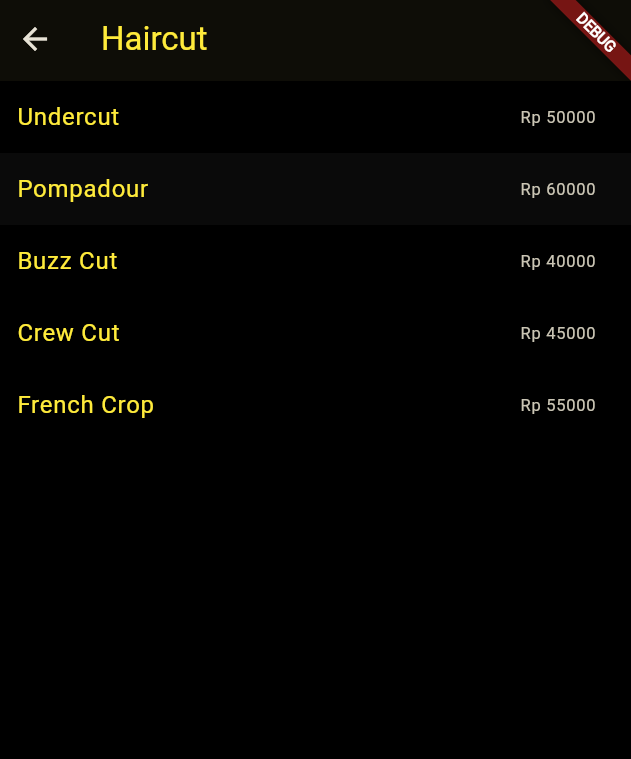 Haircut
DEBUG
Undercut Rp 50000
Pompadour Rp 60000
Buzz Cut Rp 40000
Crew Cut Rp 45000
French Crop Rp 55000